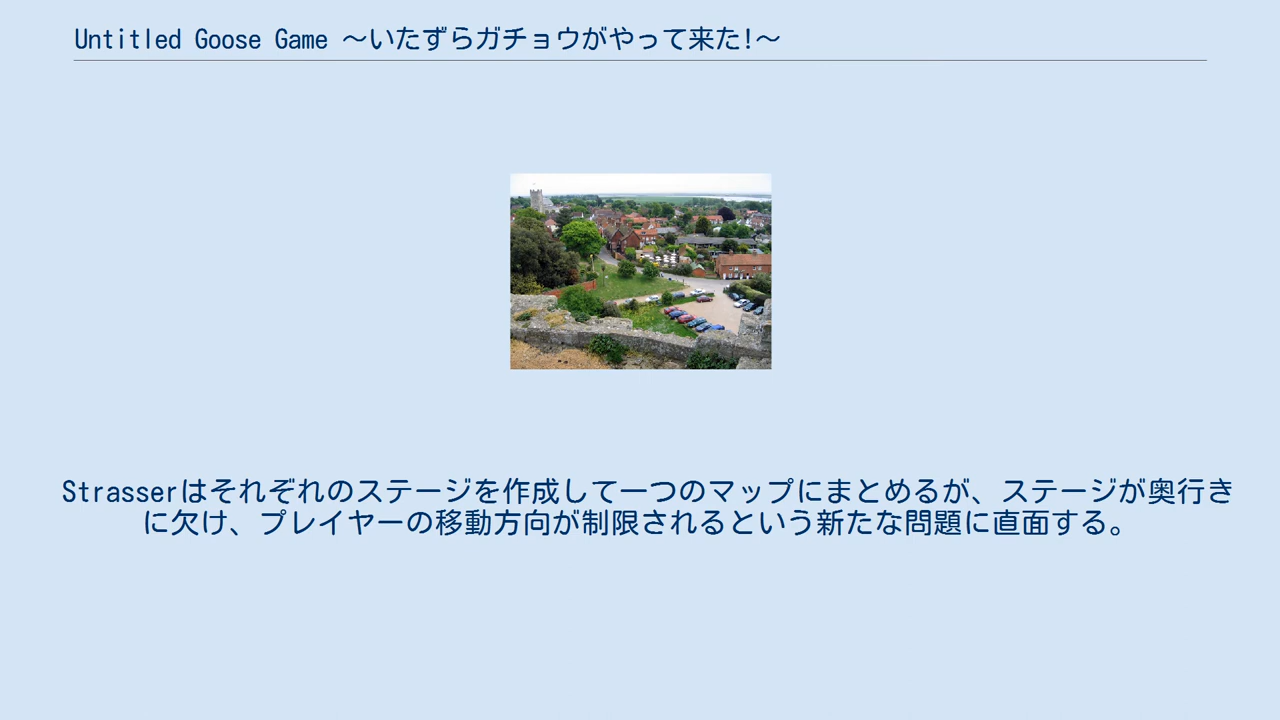 Untitled Goose Game ～いたずらガチョウがやって来た!～
Strasserはそれぞれのステージを作成して一つのマップにまとめるが、ステージが奥行き
に欠け、プレイヤーの移動方向が制限されるという新たな問題に直面する。